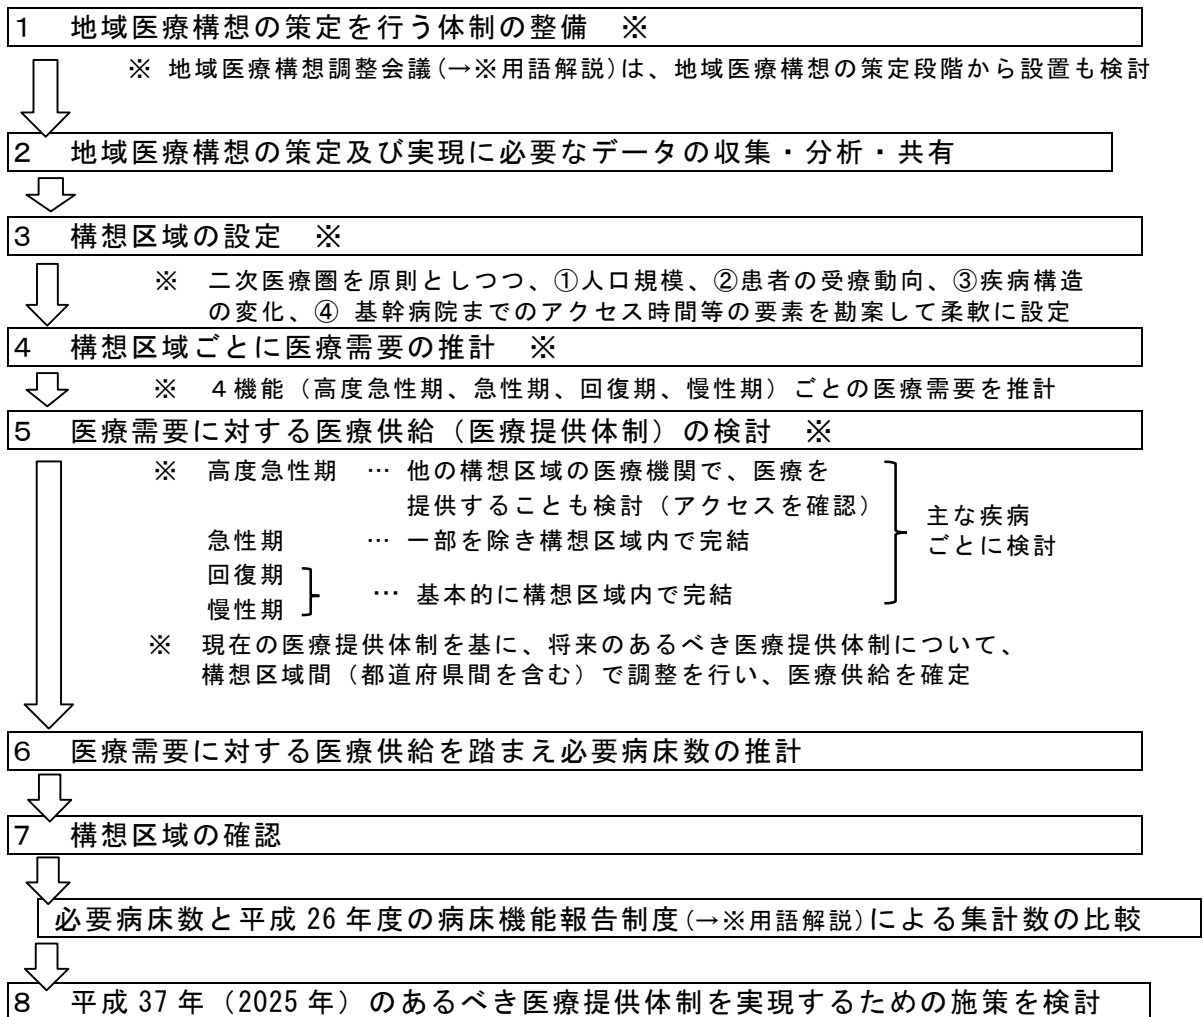 １　地域医療構想の策定を行う体制の整備　※
※ 地域医療構想調整会議(→※用語解説)は、地域医療構想の策定段階から設置も検討
２　地域医療構想の策定及び実現に必要なデータの収集・分析・共有
３　構想区域の設定　※
※　二次医療圏を原則としつつ、①人口規模、②患者の受療動向、③疾病構造
の変化、④ 基幹病院までのアクセス時間等の要素を勘案して柔軟に設定
４　構想区域ごとに医療需要の推計　※
※　４機能（高度急性期、急性期、回復期、慢性期）ごとの医療需要を推計
５　医療需要に対する医療供給（医療提供体制）の検討　※
※　高度急性期　… 他の構想区域の医療機関で、医療を
提供することも検討（アクセスを確認）
急性期　… 一部を除き構想区域内で完結
回復期
慢性期
… 基本的に構想区域内で完結
主な疾病
ごとに検討
※　現在の医療提供体制を基に、将来のあるべき医療提供体制について、
構想区域間（都道府県間を含む）で調整を行い、医療供給を確定
６　医療需要に対する医療供給を踏まえ必要病床数の推計
７　構想区域の確認
必要病床数と平成 26 年度の病床機能報告制度(→※用語解説)による集計数の比較
８　平成 37 年（2025 年）のあるべき医療提供体制を実現するための施策を検討